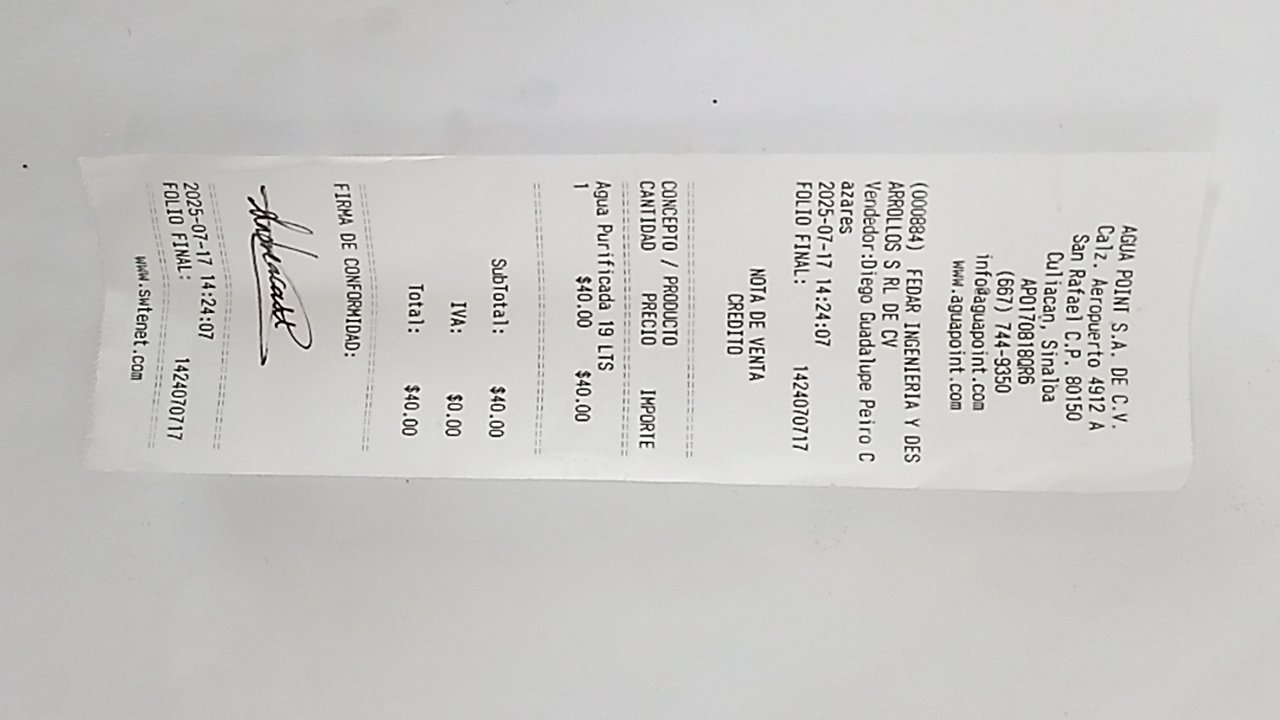 AGUA POINT S.A. DE C.V.
Calz. Aeropuerto 4912 A
San Rafael C.P. 80150
Culiacan, Sinaloa
APO170818QR6
(667) 744-9350
info@aguapoint.com
www.aguapoint.com
(000884) FEDAR INGENIERIA Y DES
ARROLLOS S RL DE CV
Vendedor:Diego Guadalupe Peiro C
azares
2025-07-17 14:24:07
FOLIO FINAL: 1424070717
NOTA DE VENTA
CREDITO
CONCEPTO / PRODUCTO
CANTIDAD PRECIO IMPORTE
Agua Purificada 19 LTS
1 $40.00 $40.00
SubTotal: $40.00
IVA: $0.00
Total: $40.00
FIRMA DE CONFORMIDAD:
2025-07-17 14:24:07
FOLIO FINAL: 1424070717
www.swtenet.com